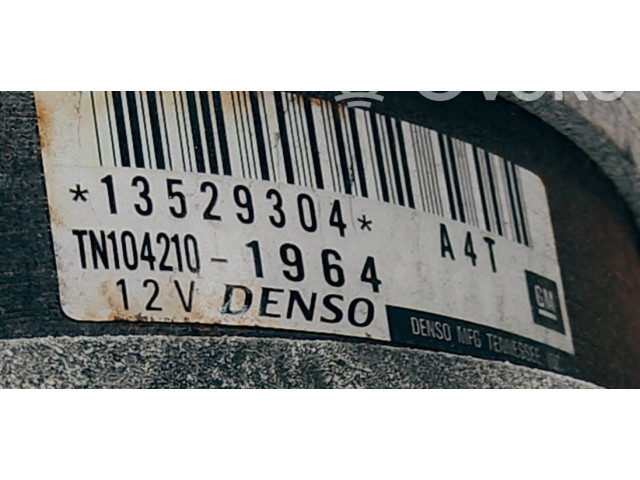 *13529304*
A4T
TN104210-1964
12V DENSO
GM
DENSO MFG TENNESSEE